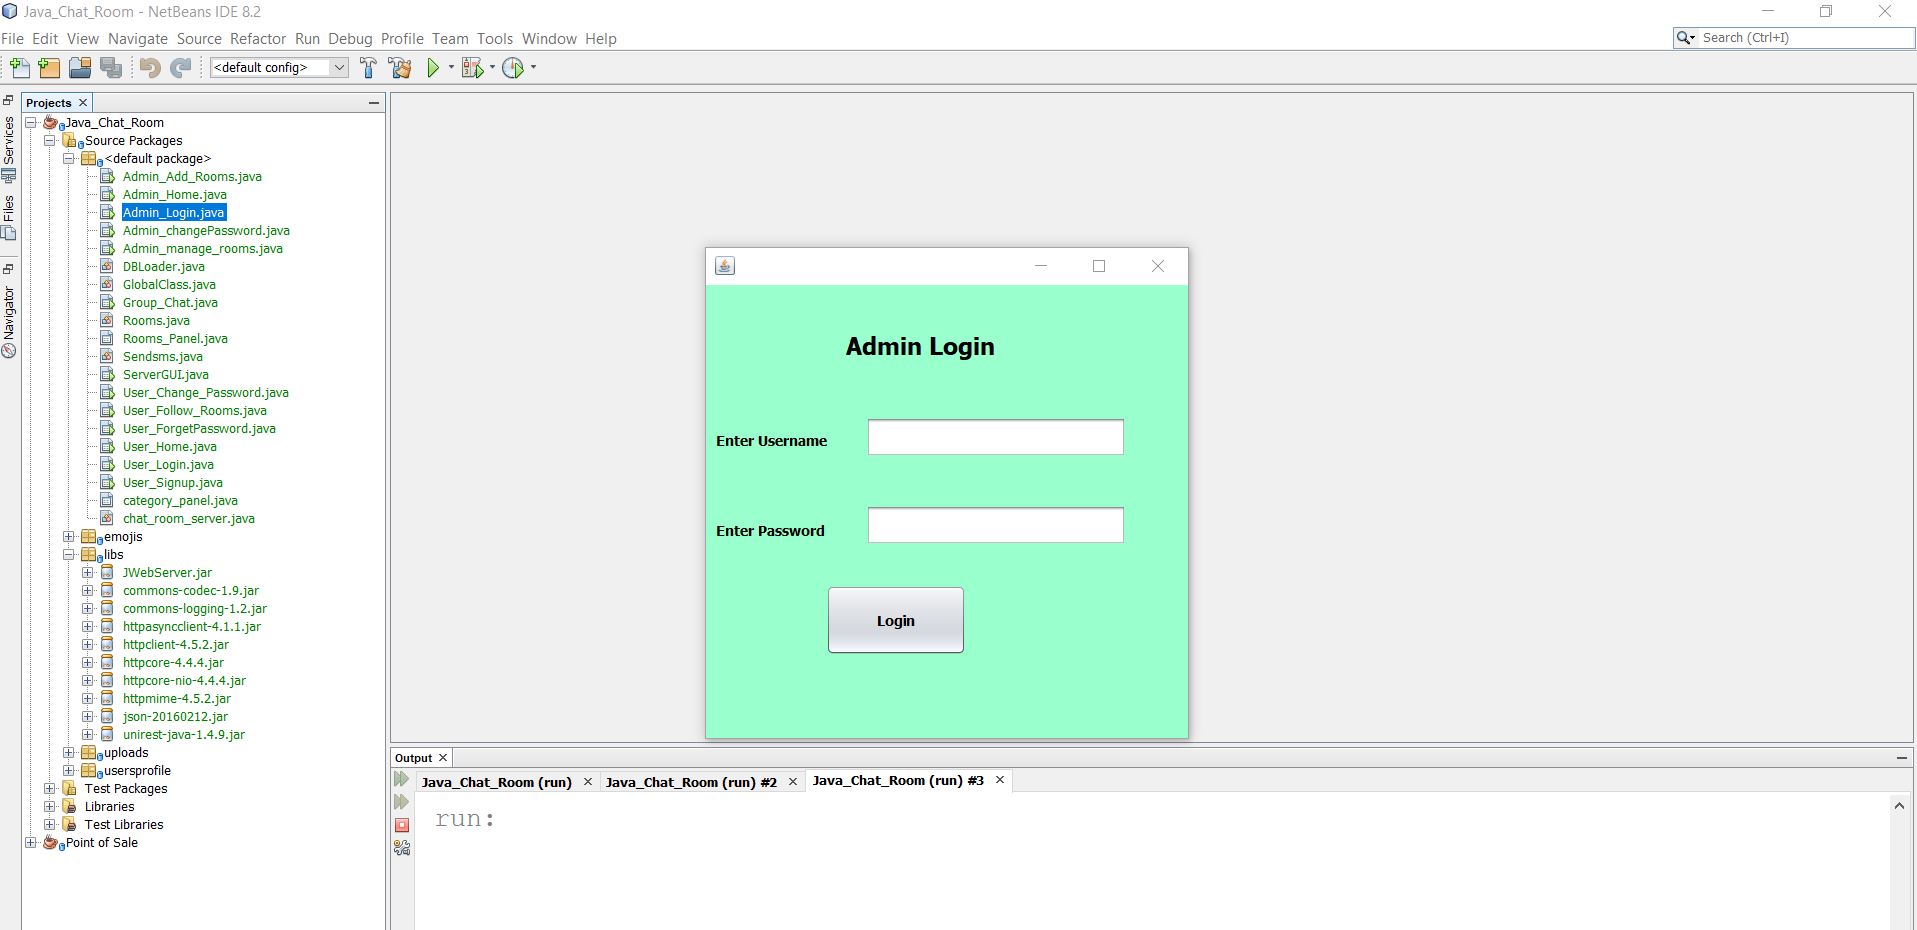 Java_Chat_Room - NetBeans IDE 8.2
File Edit View Navigate Source Refactor Run Debug Profile Team Tools Window Help
Search (Ctrl+I)
<default config>
Services
Files
Navigator
Projects
Java_Chat_Room
Source Packages
<default package>
Admin_Add_Rooms.java
Admin_Home.java
Admin_Login.java
Admin_changePassword.java
Admin_manage_rooms.java
DBLoader.java
GlobalClass.java
Group_Chat.java
Rooms.java
Rooms_Panel.java
Sendsms.java
ServerGUI.java
User_Change_Password.java
User_Follow_Rooms.java
User_ForgetPassword.java
User_Home.java
User_Login.java
User_Signup.java
category_panel.java
chat_room_server.java
emojis
libs
JWebServer.jar
commons-codec-1.9.jar
commons-logging-1.2.jar
httpasyncclient-4.1.1.jar
httpclient-4.5.2.jar
httpcore-4.4.4.jar
httpcore-nio-4.4.4.jar
httpmime-4.5.2.jar
json-20160212.jar
unirest-java-1.4.9.jar
uploads
usersprofile
Test Packages
Libraries
Test Libraries
Point of Sale
Admin Login
Enter Username
Enter Password
Login
Output
Java_Chat_Room (run) Java_Chat_Room (run) #2 Java_Chat_Room (run) #3
run: